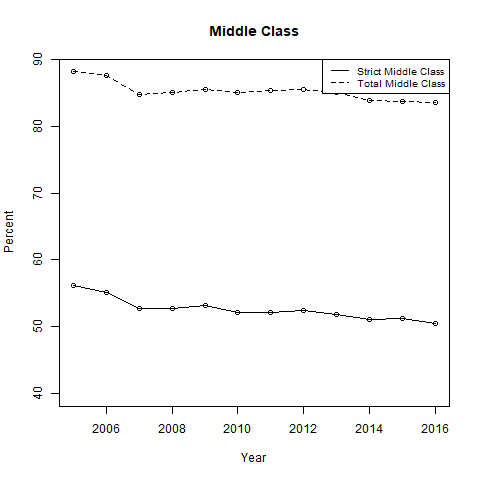 Middle Class
Strict Middle Class
Total Middle Class
90
80
70
60
50
40
Percent
2006 2008 2010 2012 2014 2016
Year